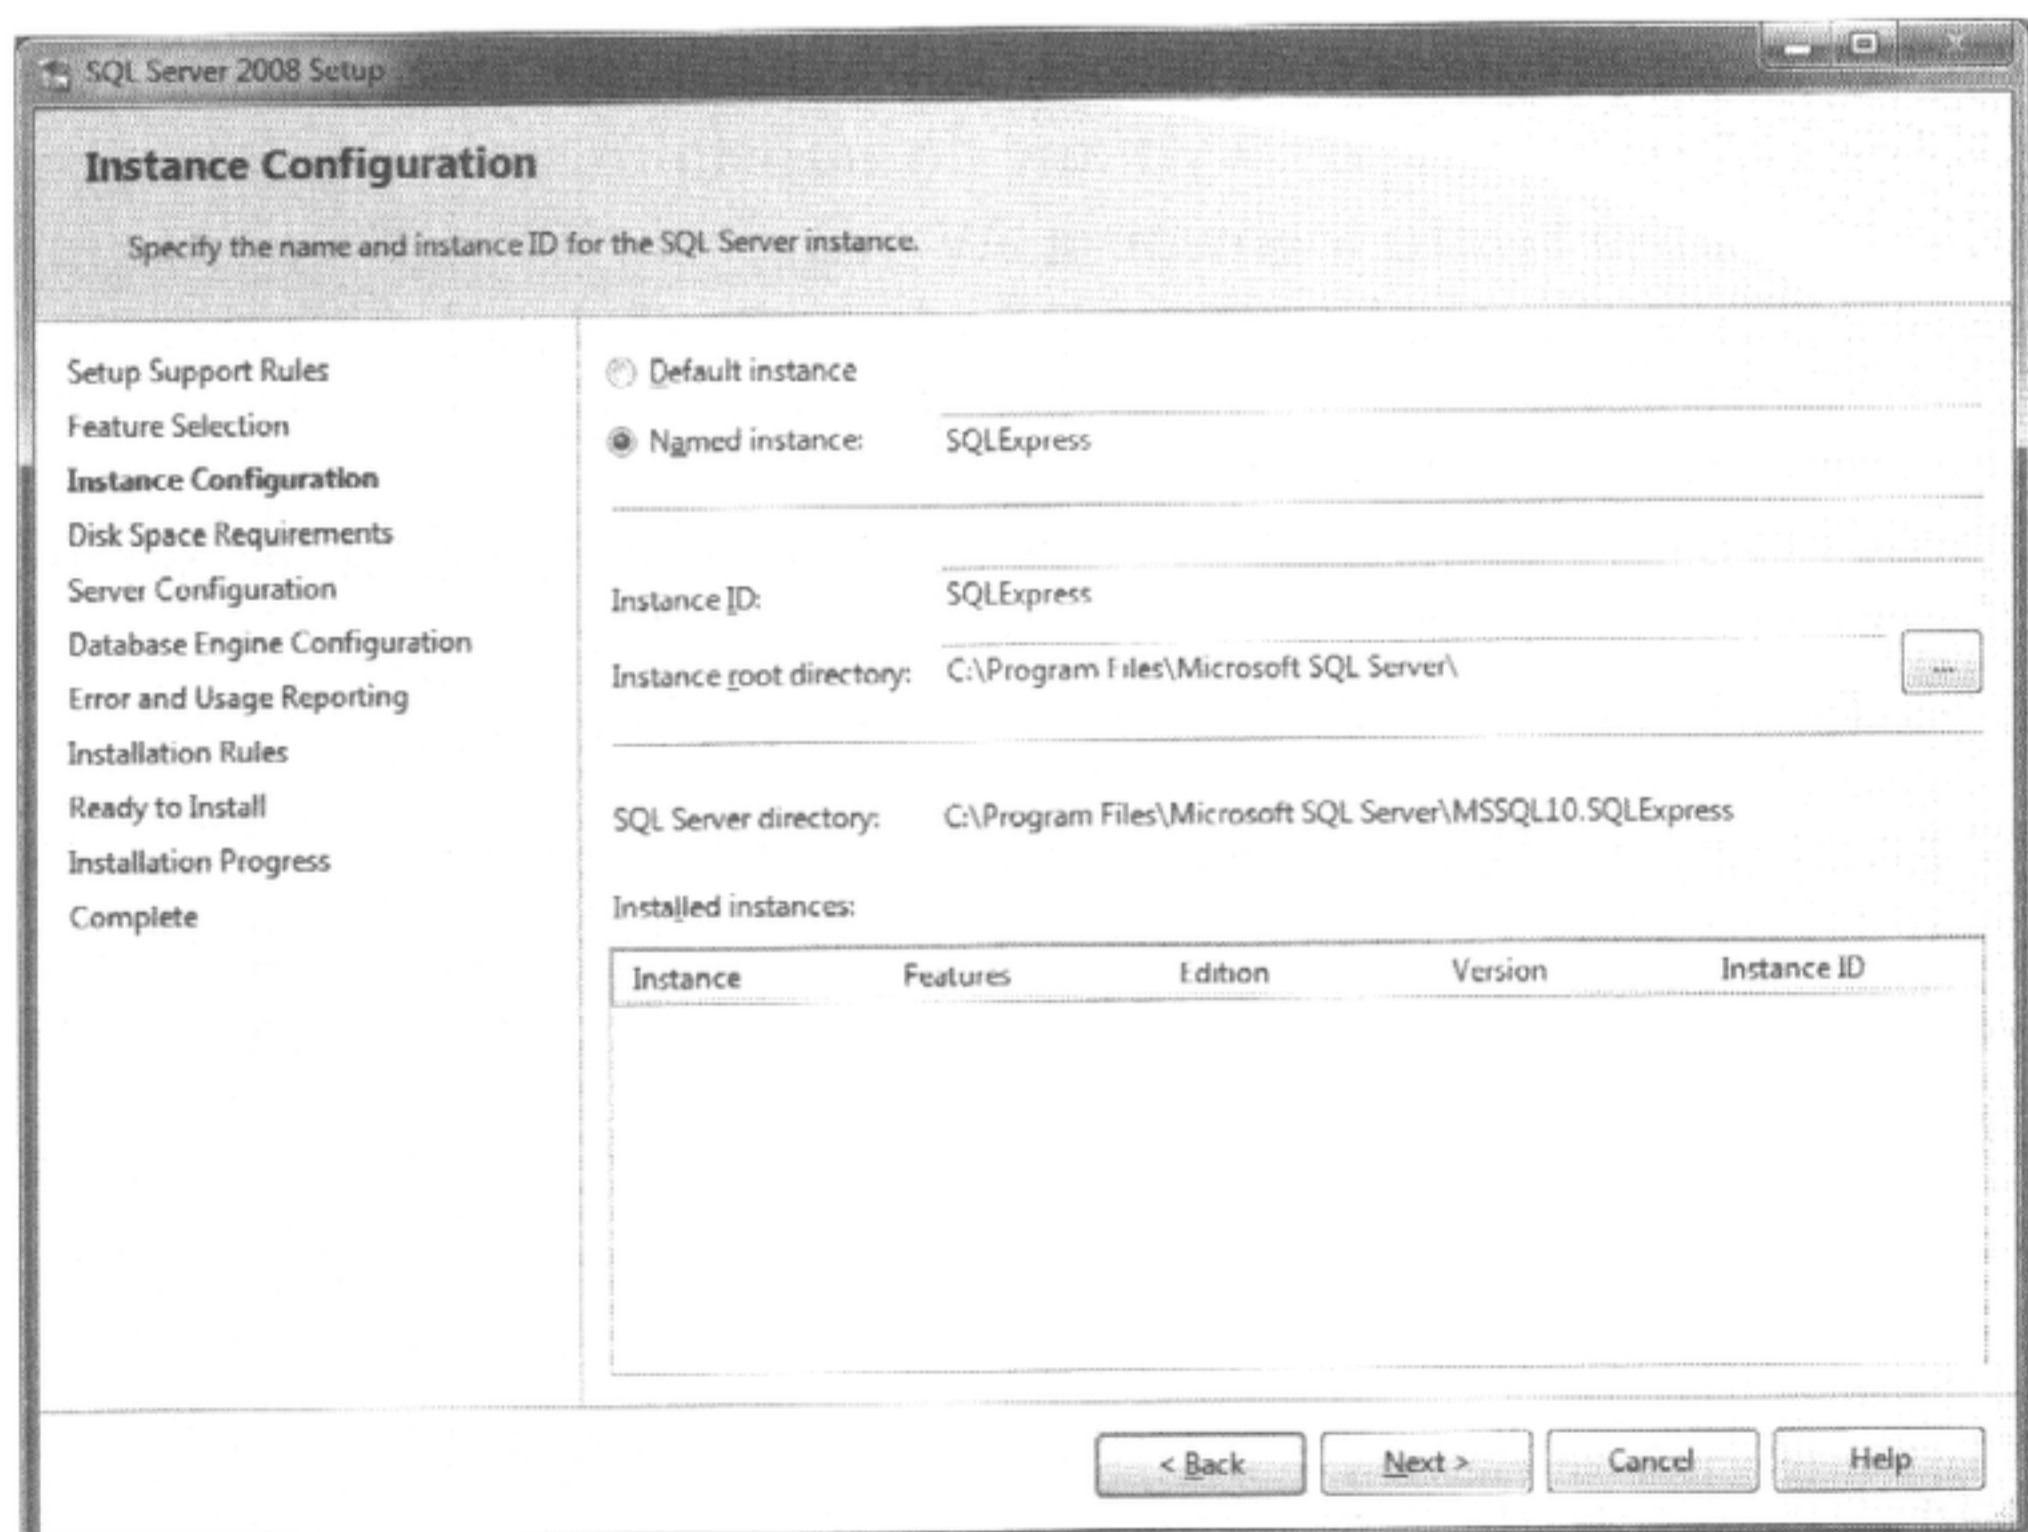 SQL Server 2008 Setup
Instance Configuration
Specify the name and instance ID for the SQL Server instance.
Setup Support Rules
Feature Selection
Instance Configuration
Disk Space Requirements
Server Configuration
Database Engine Configuration
Error and Usage Reporting
Installation Rules
Ready to Install
Installation Progress
Complete
Default instance
Named instance: SQLExpress
Instance ID: SQLExpress
Instance root directory: C:\Program Files\Microsoft SQL Server\ ...
SQL Server directory: C:\Program Files\Microsoft SQL Server\MSSQL10.SQLExpress
Installed instances:
Instance Features Edition Version Instance ID
< Back Next > Cancel Help